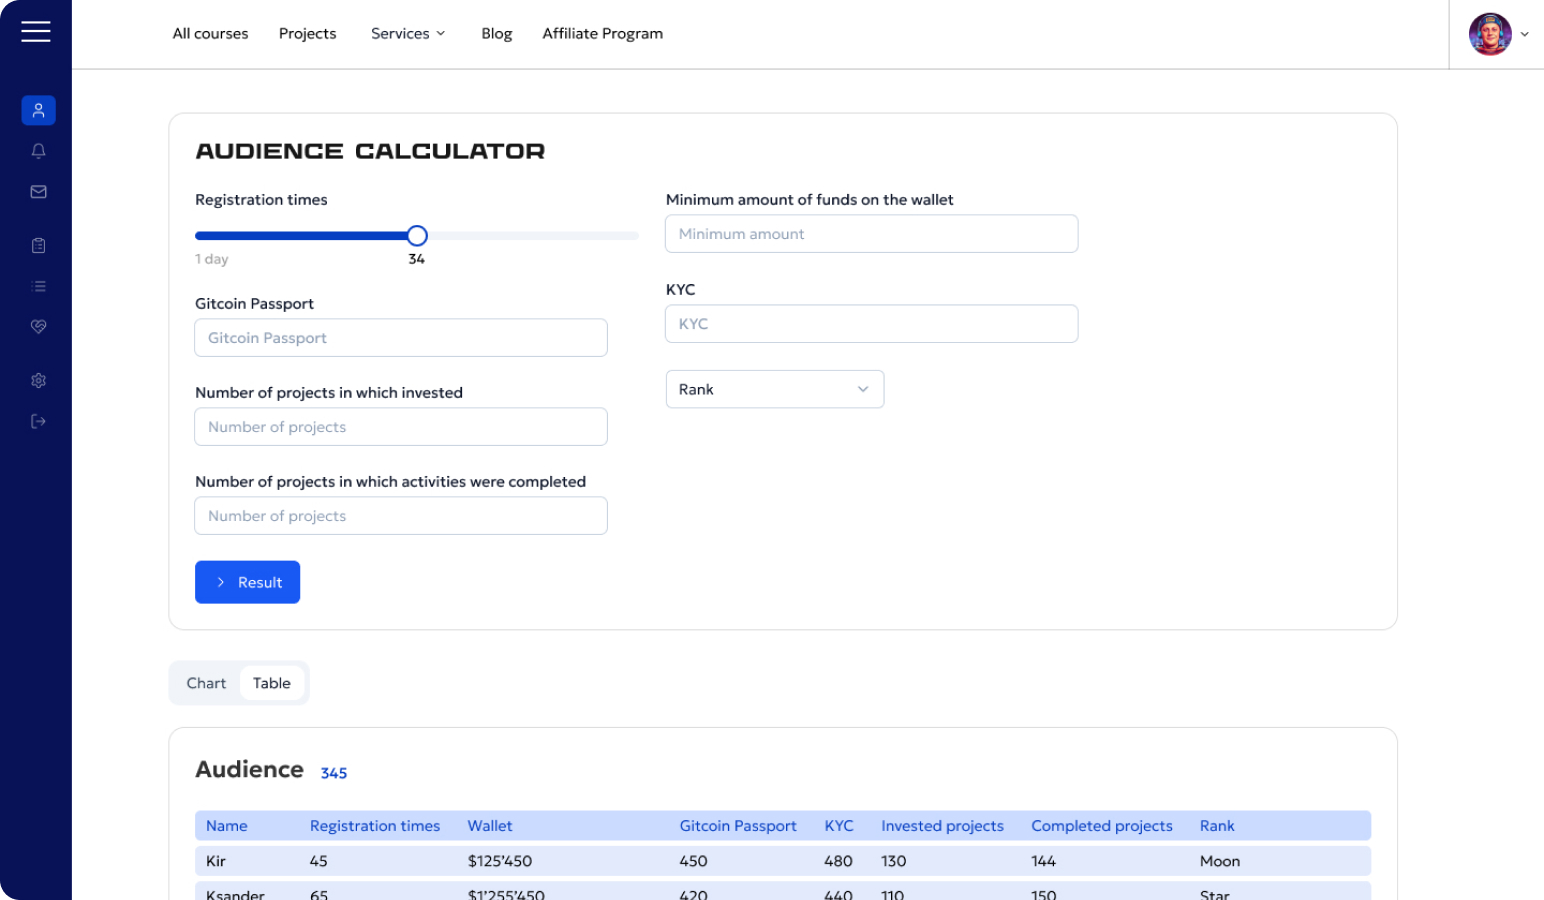 All courses Projects Services Blog Affiliate Program
AUDIENCE CALCULATOR
Registration times
1 day 34
Gitcoin Passport
Gitcoin Passport
Number of projects in which invested
Number of projects
Number of projects in which activities were completed
Number of projects
Result
Minimum amount of funds on the wallet
Minimum amount
KYC
KYC
Rank
Chart Table
Audience 345
Name Registration times Wallet Gitcoin Passport KYC Invested projects Completed projects Rank
Kir 45 $125’450 450 480 130 144 Moon
Ksander 65 $1’255’450 420 440 110 150 Star